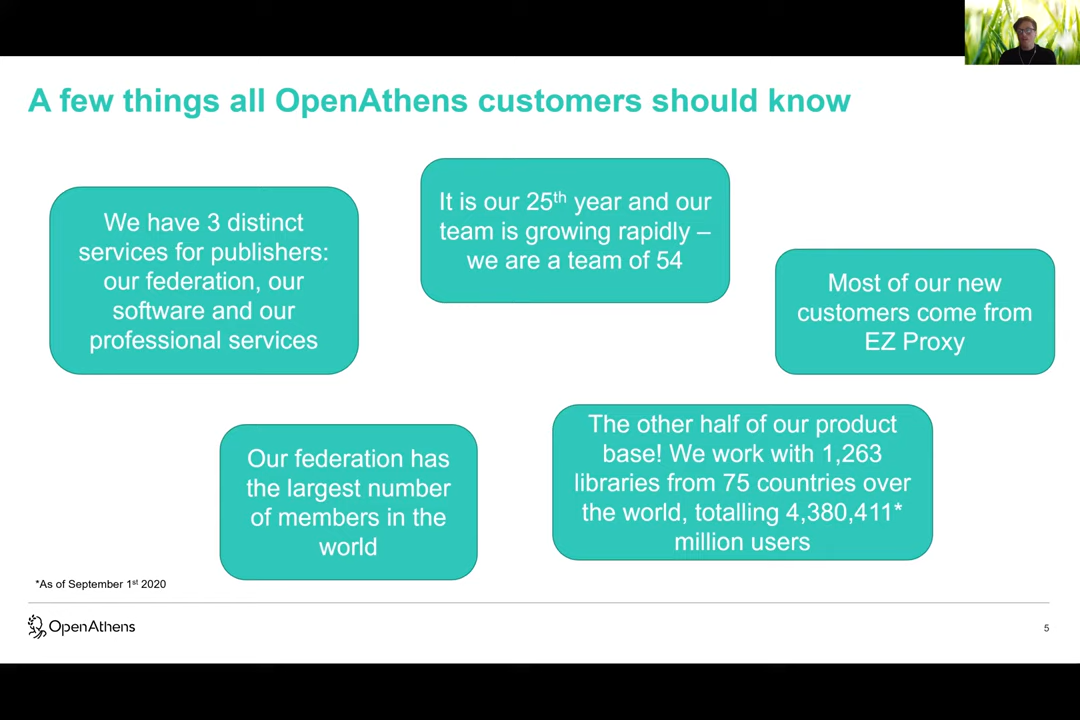 A few things all OpenAthens customers should know
We have 3 distinct
services for publishers:
our federation, our
software and our
professional services
It is our 25th year and our
team is growing rapidly –
we are a team of 54
Most of our new
customers come from
EZ Proxy
Our federation has
the largest number
of members in the
world
The other half of our product
base! We work with 1,263
libraries from 75 countries over
the world, totalling 4,380,411*
million users
*As of September 1st 2020
OpenAthens
5